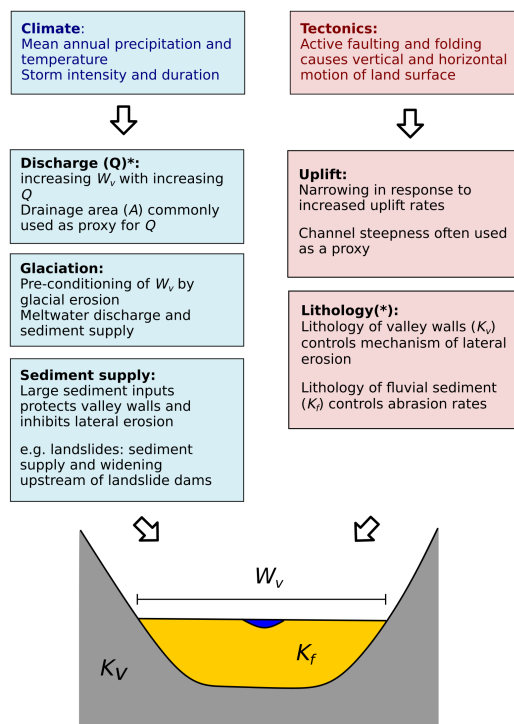 Climate:
Mean annual precipitation and
temperature
Storm intensity and duration
Discharge (Q)*:
increasing Wv with increasing
Q
Drainage area (A) commonly
used as proxy for Q
Glaciation:
Pre-conditioning of Wv by
glacial erosion
Meltwater discharge and
sediment supply
Sediment supply:
Large sediment inputs
protects valley walls and
inhibits lateral erosion
e.g. landslides: sediment
supply and widening
upstream of landslide dams
Tectonics:
Active faulting and folding
causes vertical and horizontal
motion of land surface
Uplift:
Narrowing in response to
increased uplift rates
Channel steepness often used
as a proxy
Lithology(*):
Lithology of valley walls (Kv)
controls mechanism of lateral
erosion
Lithology of fluvial sediment
(Kf) controls abrasion rates
Wv
Kf
Kv